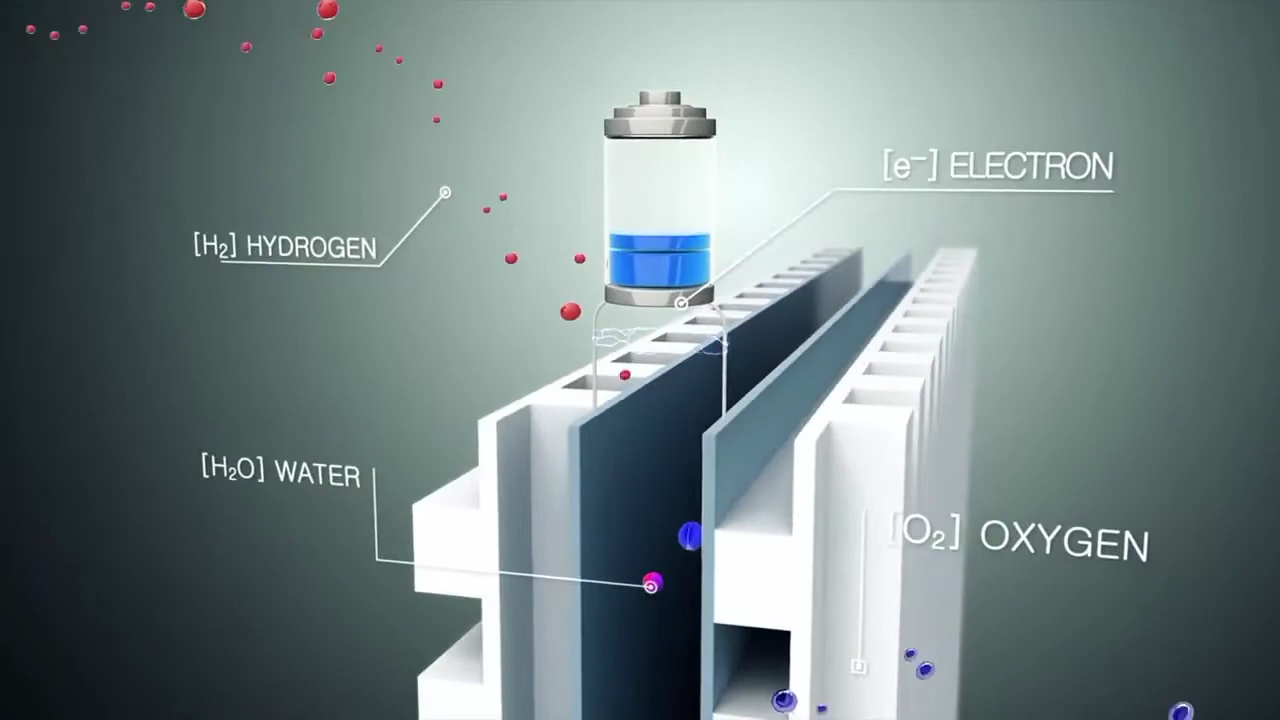 [e⁻] ELECTRON
[H₂] HYDROGEN
[H₂O] WATER
[O₂] OXYGEN